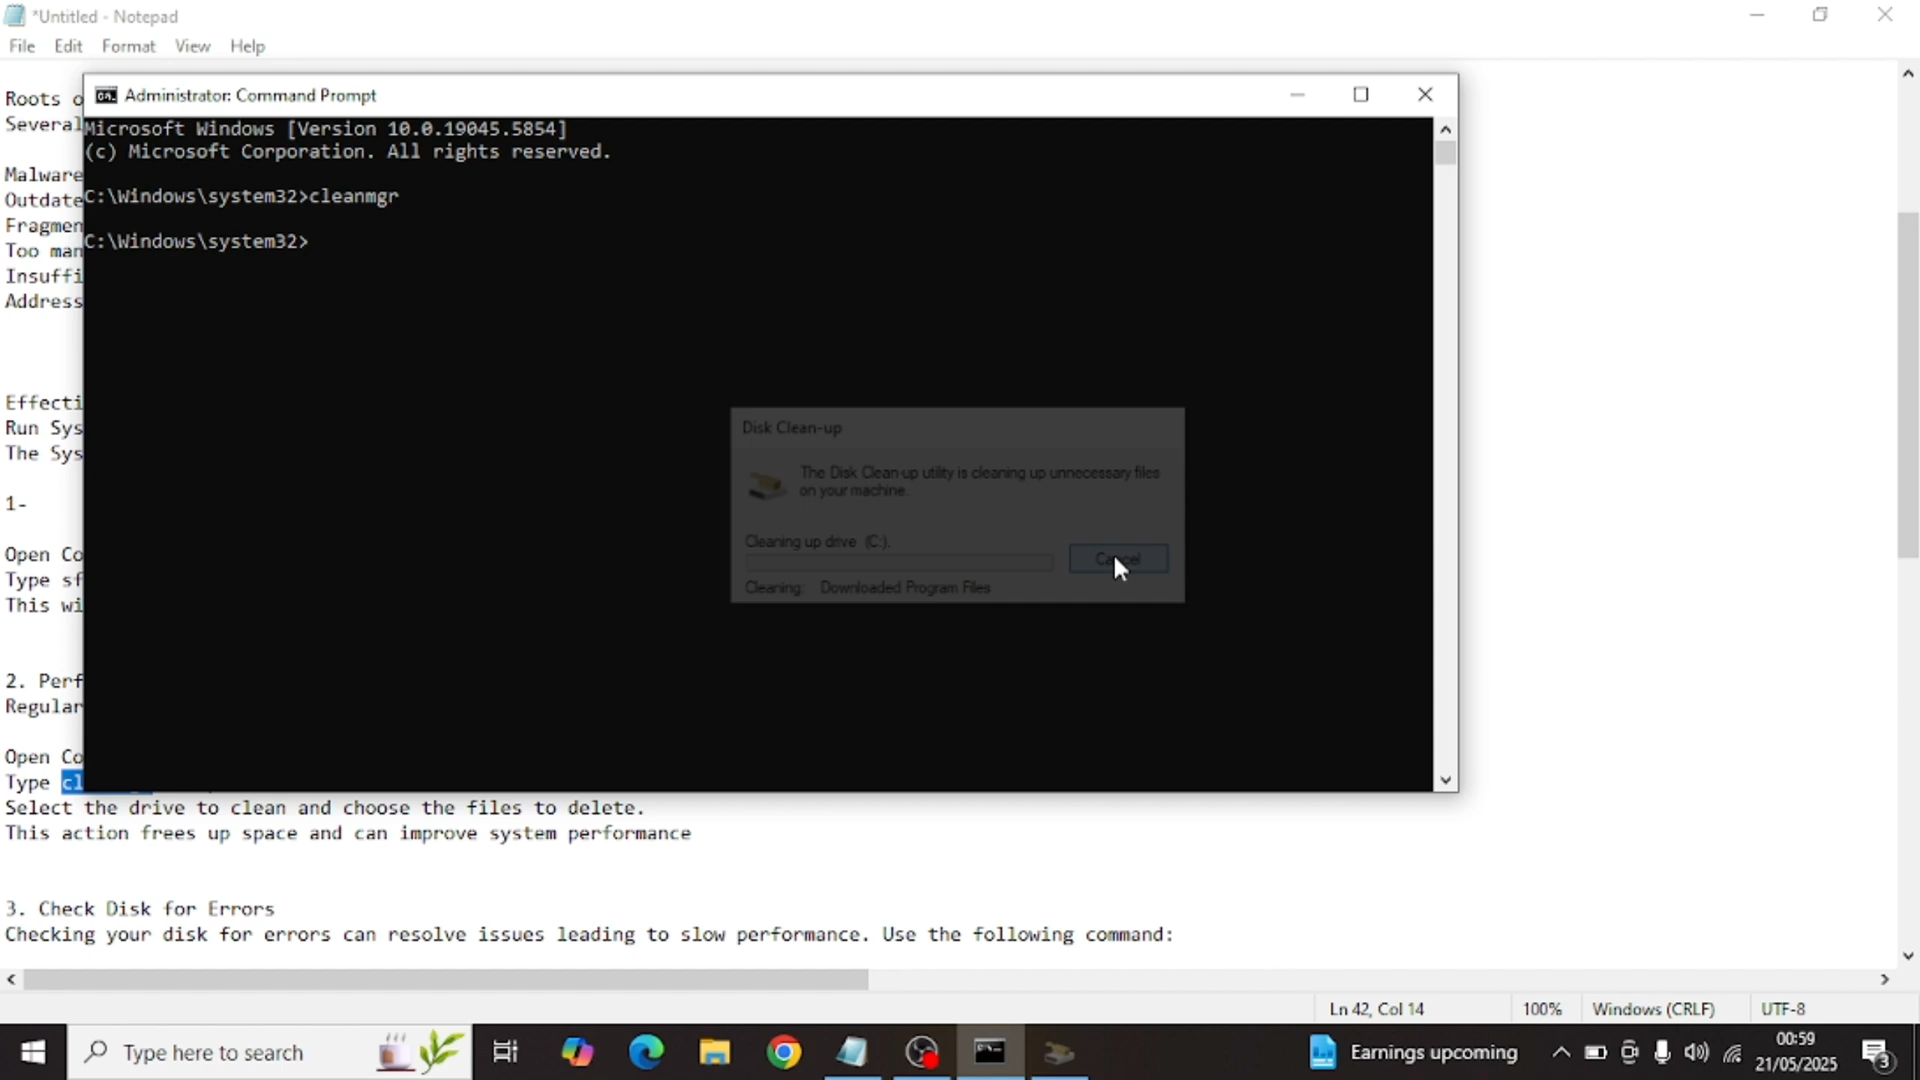 *Untitled - Notepad
File Edit Format View Help
Roots o
Several
Malware
Outdate
Fragmen
Too man
Insuffi
Address
Effecti
Run Sys
The Sys
1-
Open Co
Type sf
This wi
2. Perf
Regular
Open Co
Type cl
Select the drive to clean and choose the files to delete.
This action frees up space and can improve system performance
3. Check Disk for Errors
Checking your disk for errors can resolve issues leading to slow performance. Use the following command:
Administrator: Command Prompt
Microsoft Windows [Version 10.0.19045.5854]
(c) Microsoft Corporation. All rights reserved.
C:\Windows\system32>cleanmgr
C:\Windows\system32>
Disk Clean-up
The Disk Clean-up utility is cleaning up unnecessary files
on your machine.
Cleaning up drive (C:).
Cancel
Cleaning: Downloaded Program Files
Ln 42, Col 14 100% Windows (CRLF) UTF-8
Type here to search
Earnings upcoming
00:59
21/05/2025
3